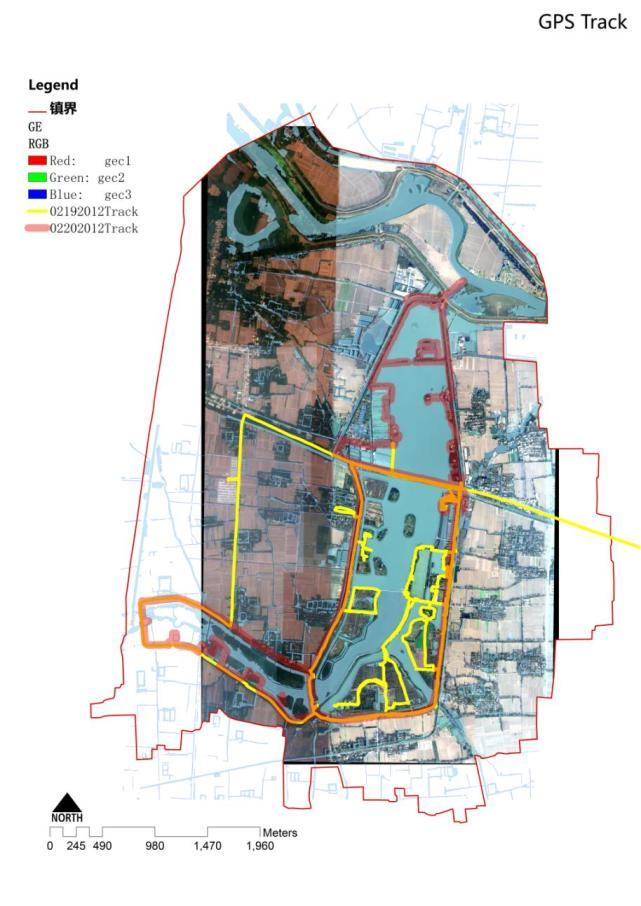 GPS Track
Legend
镇界
GE
RGB
Red: gec1
Green: gec2
Blue: gec3
02192012Track
02202012Track
NORTH
Meters
0 245 490 980 1,470 1,960